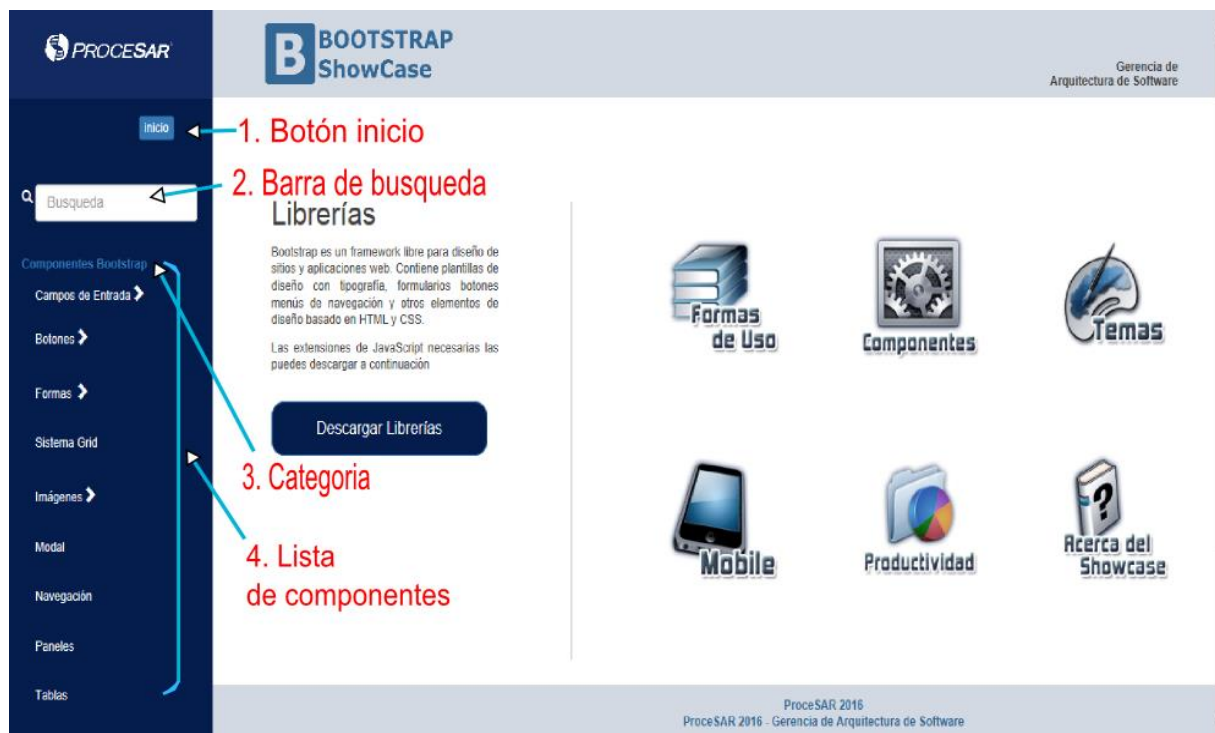 PROCESAR
B
BOOTSTRAP
ShowCase
Gerencia de
Arquitectura de Software
Inicio
1. Botón inicio
2. Barra de busqueda
Busqueda
Librerías
Bootstrap es un framework libre para diseño de
sitios y aplicaciones web. Contiene plantillas de
diseño con tipografía, formularios botones
menús de navegación y otros elementos de
diseño basado en HTML y CSS.
Las extensiones de JavaScript necesarias las
puedes descargar a continuación
Descargar Librerías
Componentes Bootstrap
Campos de Entrada
Botones
Formas
Sistema Grid
Imágenes
Modal
Navegación
Paneles
Tablas
3. Categoria
4. Lista
de componentes
Formas
de Uso
Componentes
Temas
Mobile
Productividad
?
Acerca del
Showcase
ProceSAR 2016
ProceSAR 2016 - Gerencia de Arquitectura de Software